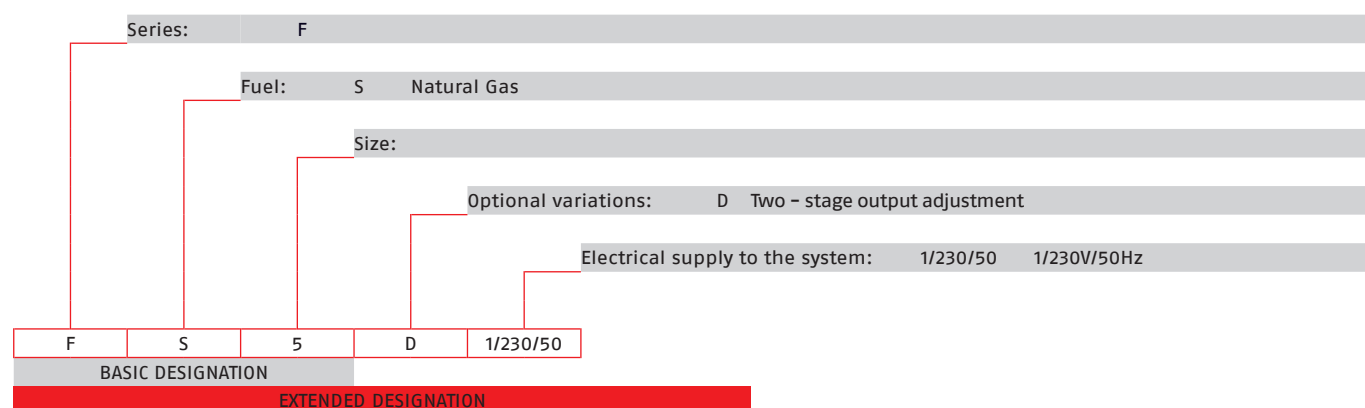 Series: F
Fuel: S Natural Gas
Size:
Optional variations: D Two - stage output adjustment
Electrical supply to the system: 1/230/50 1/230V/50Hz
F S 5 D 1/230/50
BASIC DESIGNATION
EXTENDED DESIGNATION